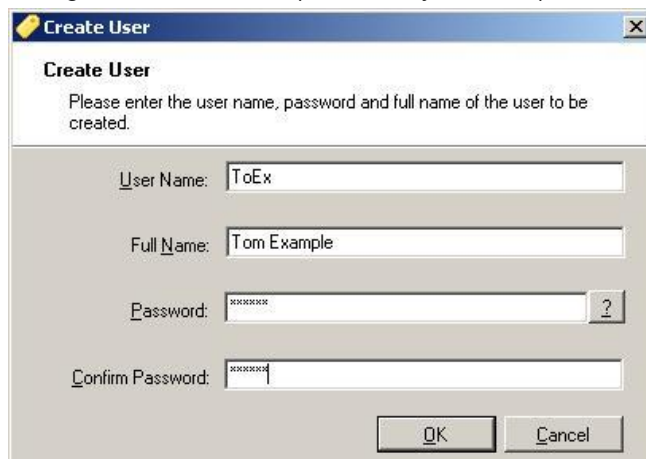 Create User
Create User
Please enter the user name, password and full name of the user to be
created.
User Name: ToEx
Full Name: Tom Example
Password: ****** ?
Confirm Password: ******
OK Cancel